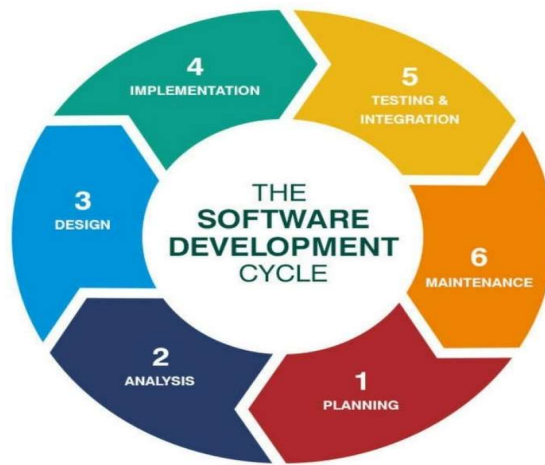 THE
SOFTWARE
DEVELOPMENT
CYCLE
1
PLANNING
2
ANALYSIS
3
DESIGN
4
IMPLEMENTATION
5
TESTING &
INTEGRATION
6
MAINTENANCE